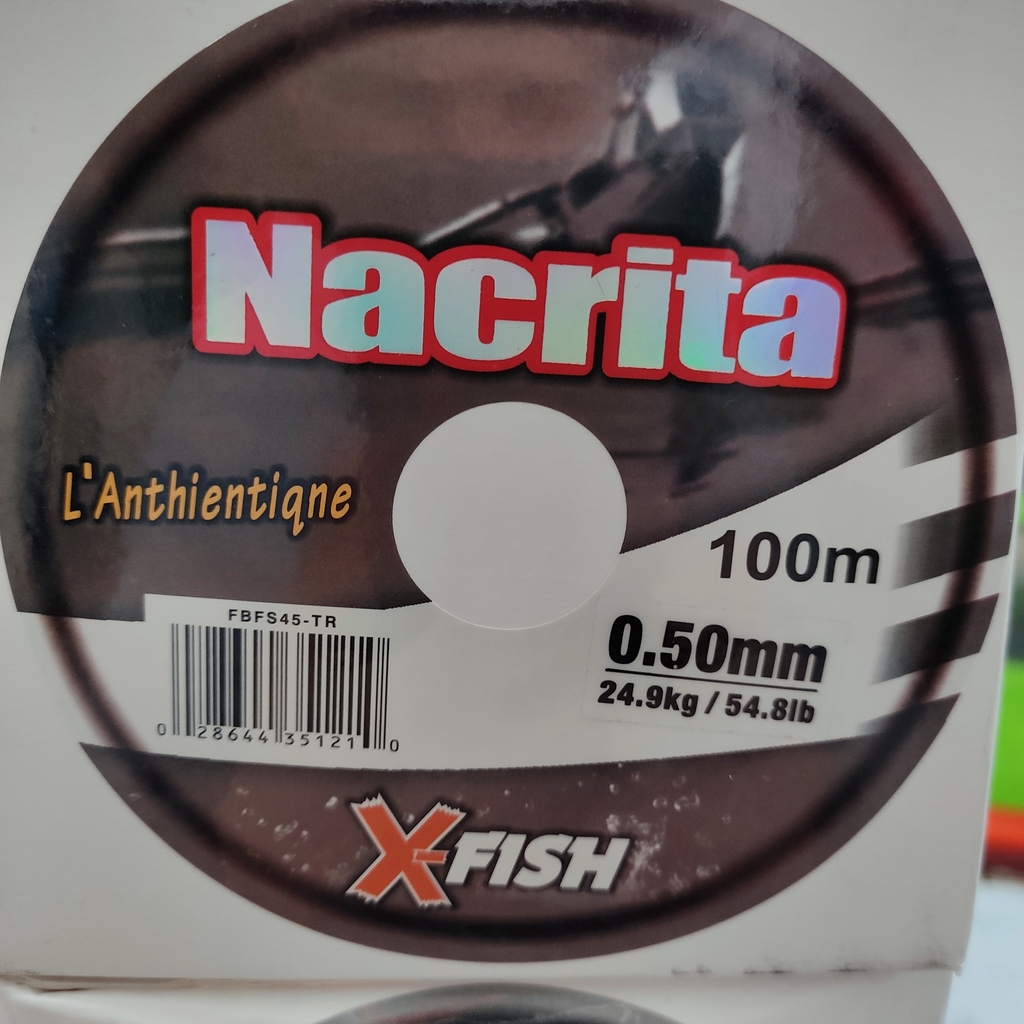 Nacrita
L'Anthientiqne
100m
0.50mm
24.9kg / 54.8lb
FBFS45-TR
0 28644 35121 0
X-FISH